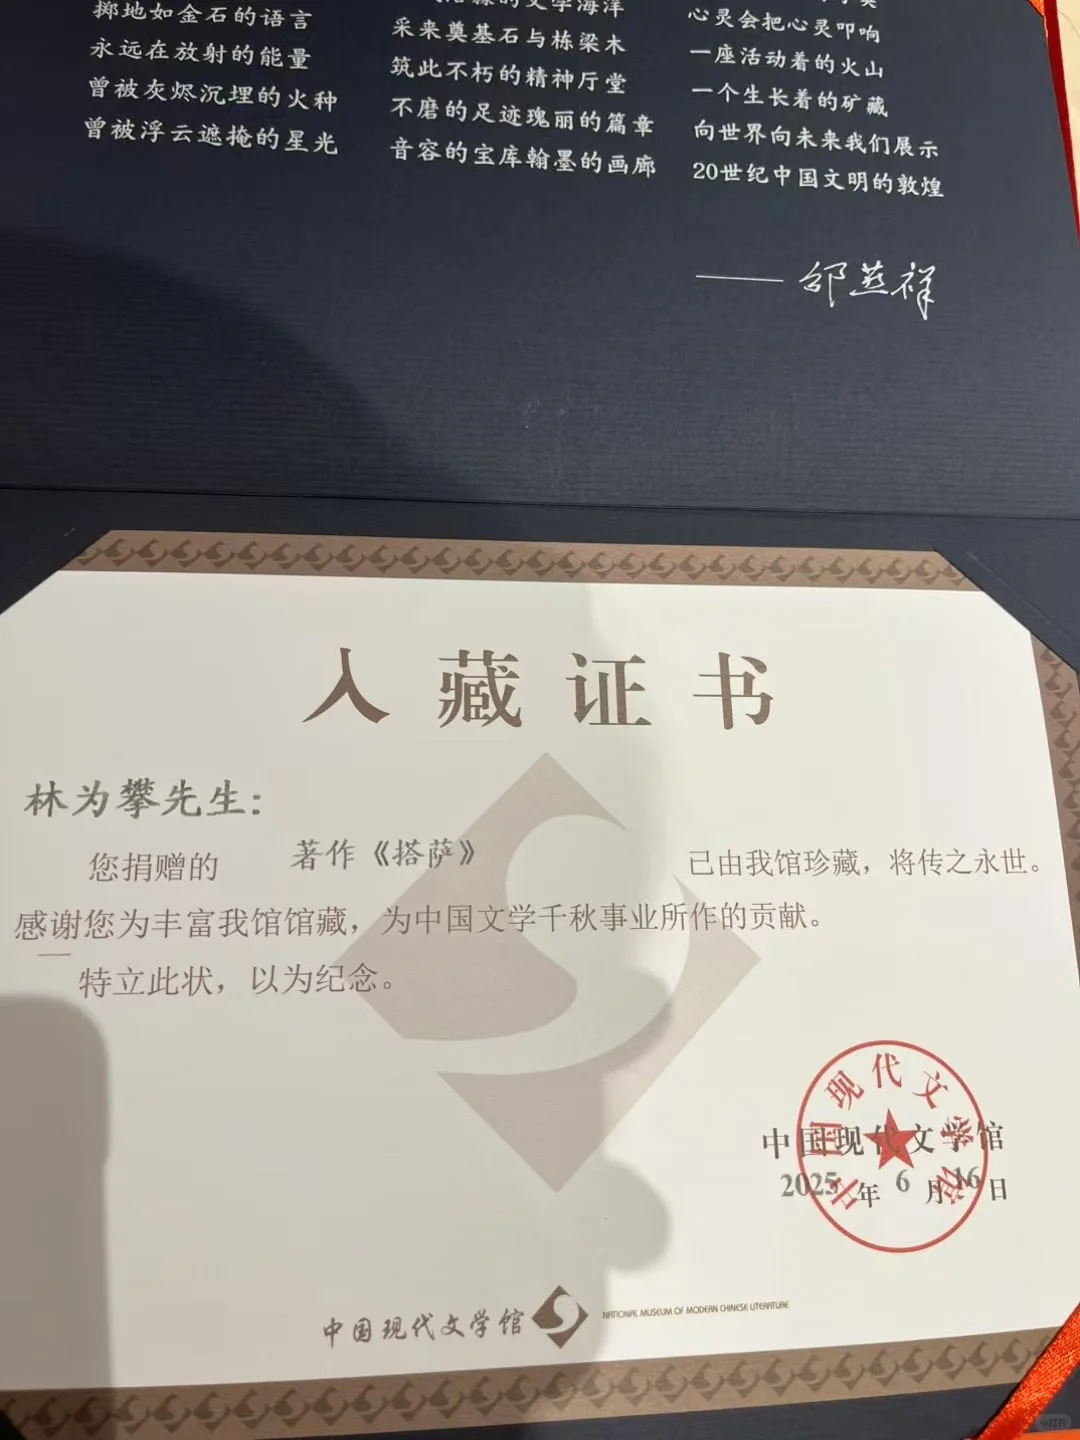 掷地如金石的语言
永远在放射的能量
曾被灰烬沉埋的火种
曾被浮云遮掩的星光
的文学海洋
采来奠基石与栋梁木
筑此不朽的精神厅堂
不磨的足迹瑰丽的篇章
音容的宝库翰墨的画廊
心灵会把心灵叩响
一座活动着的火山
一个生长着的矿藏
向世界向未来我们展示
20世纪中国文明的敦煌
——邵燕祥
入藏证书
林为攀先生:
您捐赠的 著作《搭萨》 已由我馆珍藏，将传之永世。
感谢您为丰富我馆馆藏，为中国文学千秋事业所作的贡献。
特立此状，以为纪念。
中国现代文学馆
中国现代文学馆
2025年6月16日
中国现代文学馆 NATIONAL MUSEUM OF MODERN CHINESE LITERATURE
小红书